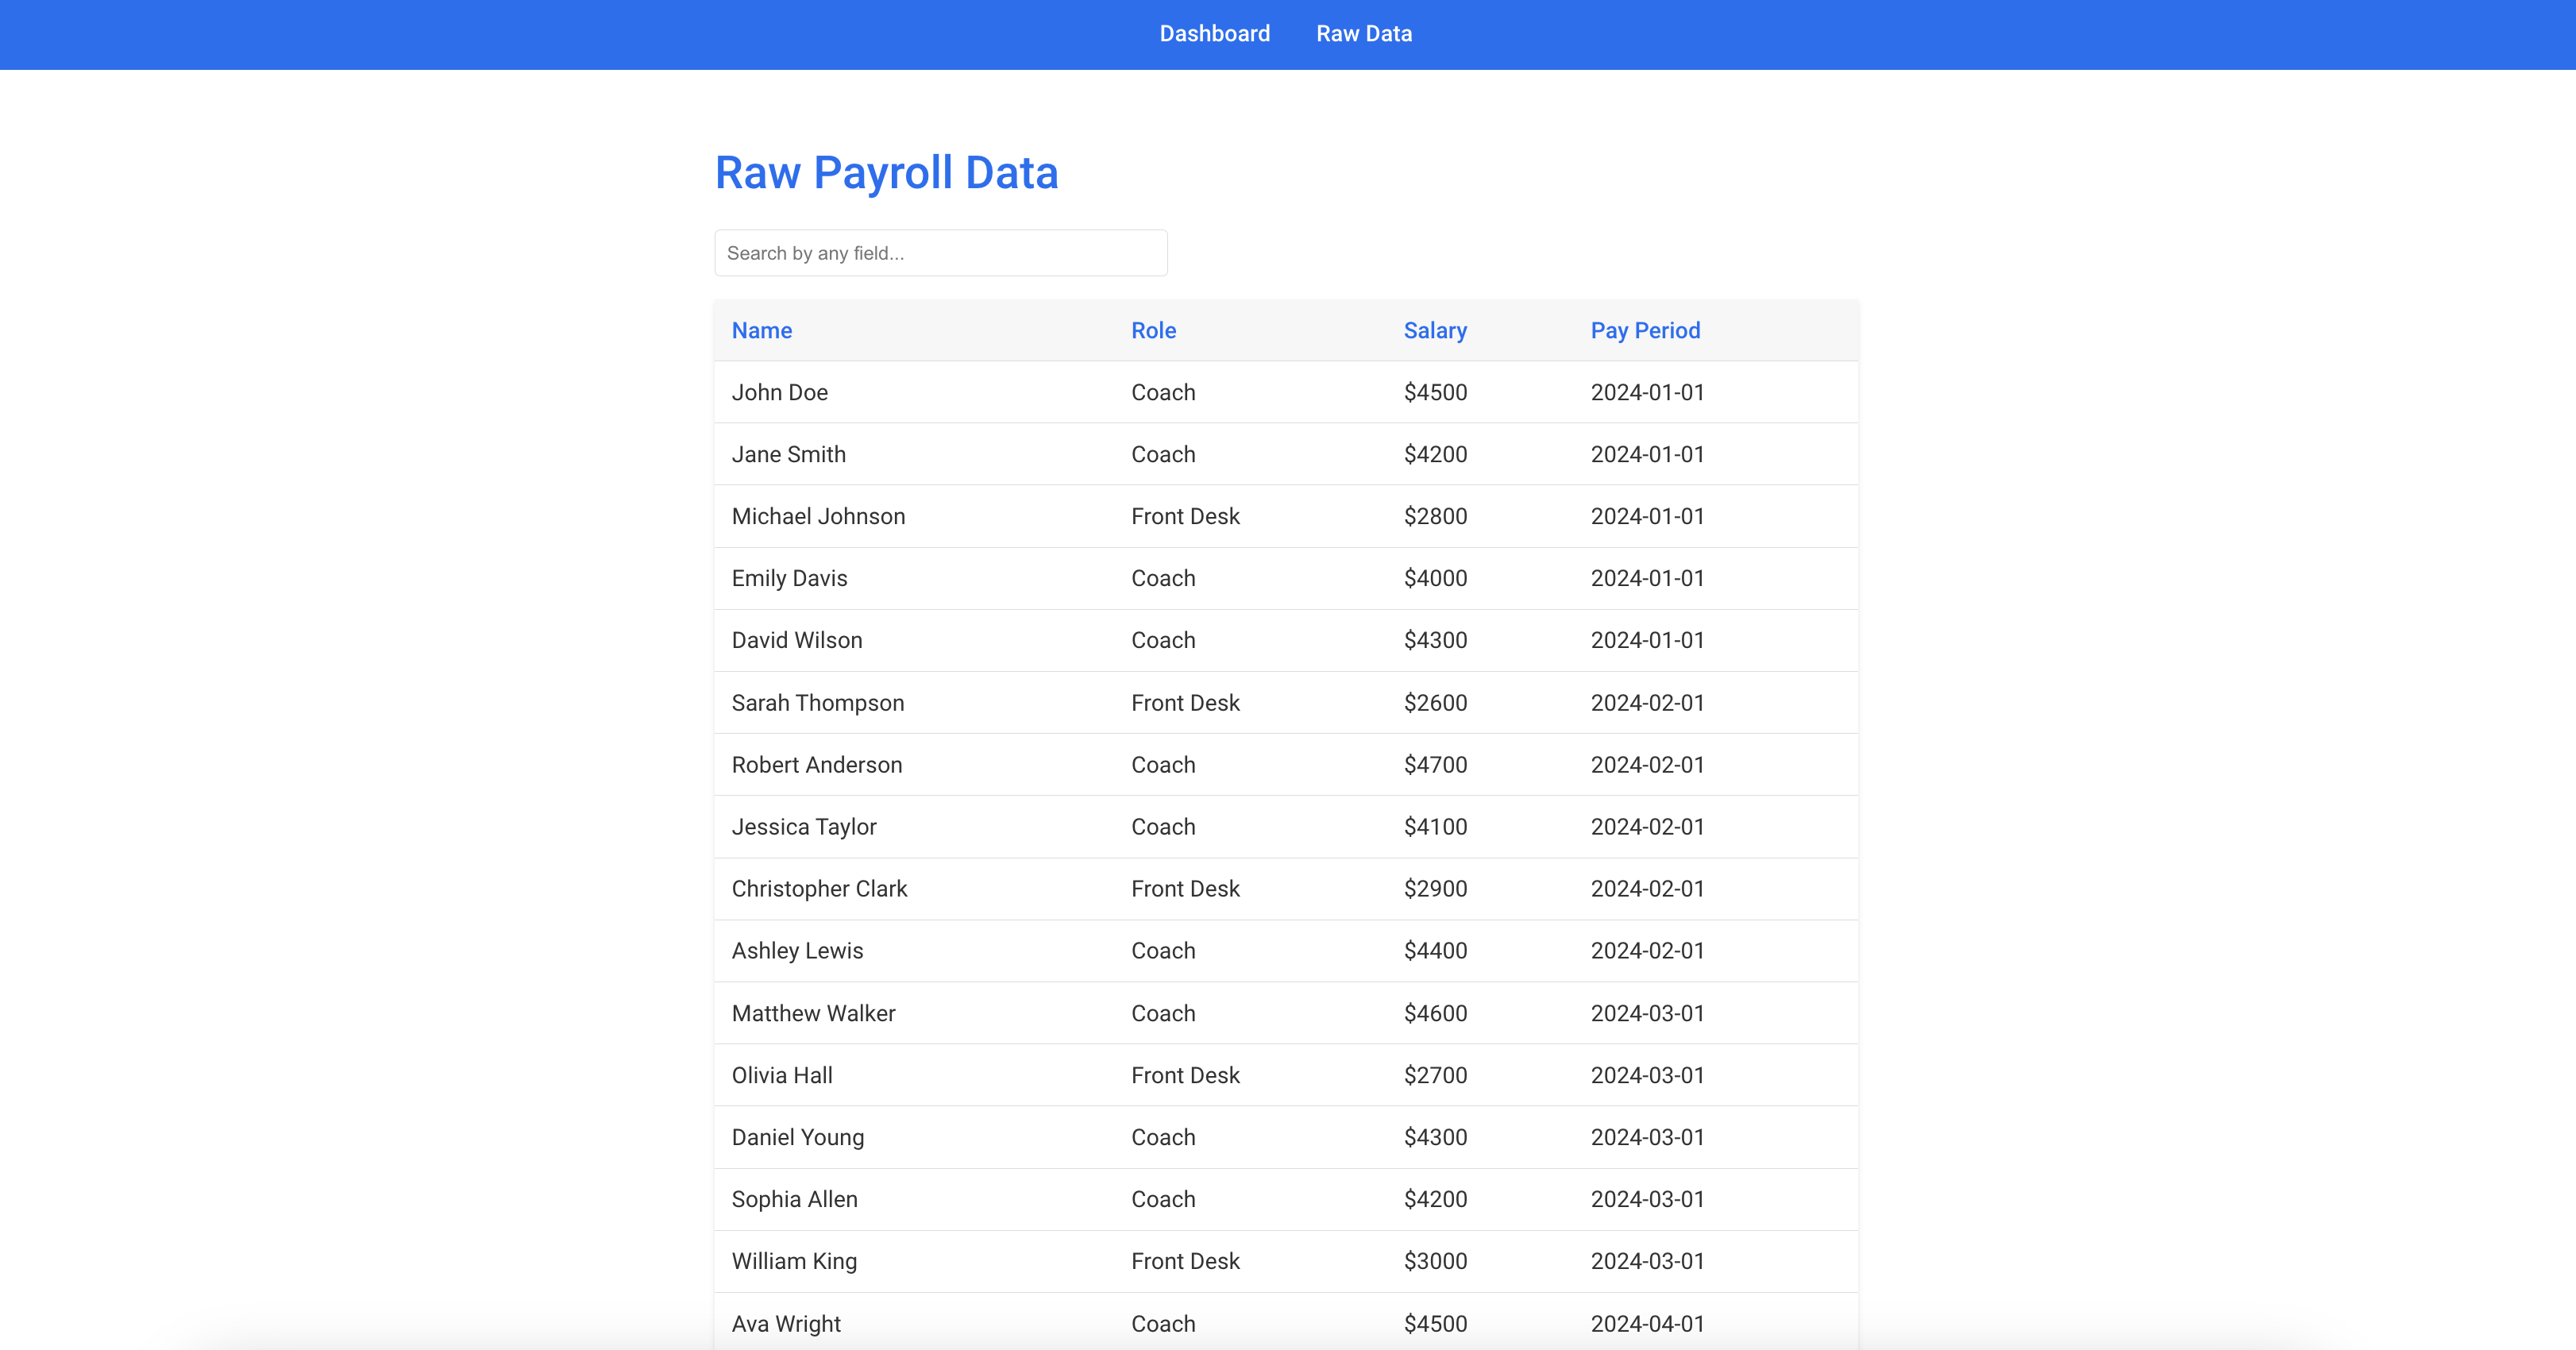 Dashboard Raw Data
Raw Payroll Data
Search by any field...
Name Role Salary Pay Period
John Doe Coach $4500 2024-01-01
Jane Smith Coach $4200 2024-01-01
Michael Johnson Front Desk $2800 2024-01-01
Emily Davis Coach $4000 2024-01-01
David Wilson Coach $4300 2024-01-01
Sarah Thompson Front Desk $2600 2024-02-01
Robert Anderson Coach $4700 2024-02-01
Jessica Taylor Coach $4100 2024-02-01
Christopher Clark Front Desk $2900 2024-02-01
Ashley Lewis Coach $4400 2024-02-01
Matthew Walker Coach $4600 2024-03-01
Olivia Hall Front Desk $2700 2024-03-01
Daniel Young Coach $4300 2024-03-01
Sophia Allen Coach $4200 2024-03-01
William King Front Desk $3000 2024-03-01
Ava Wright Coach $4500 2024-04-01